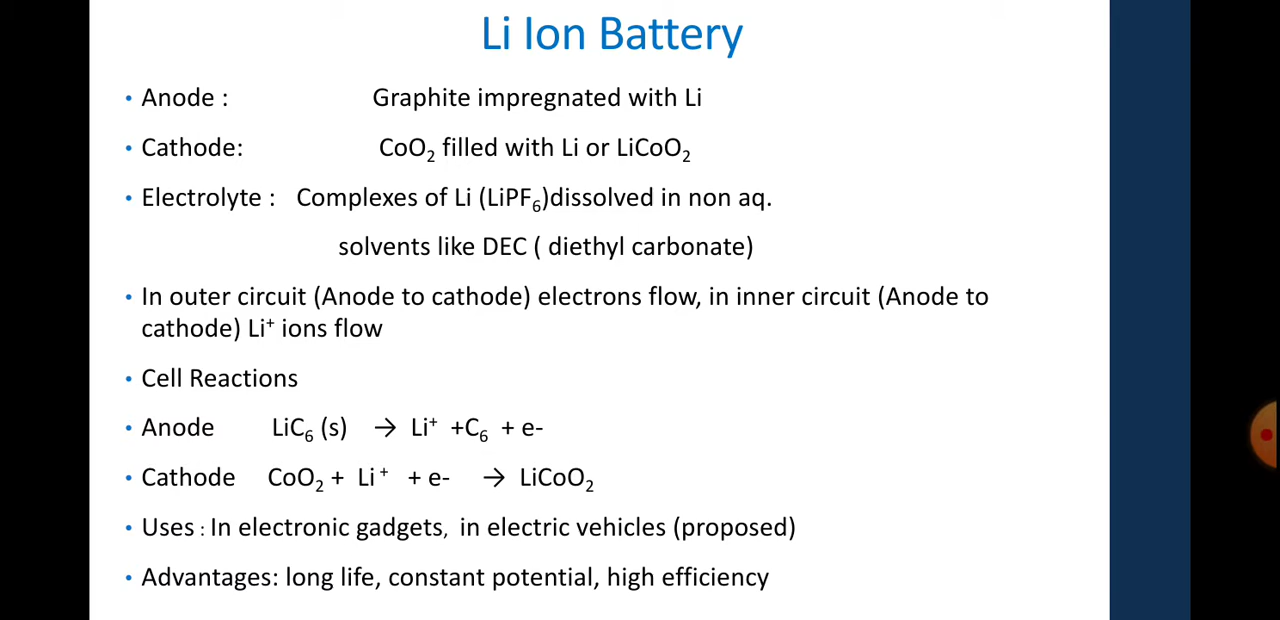 Li Ion Battery
• Anode : Graphite impregnated with Li
• Cathode: CoO₂ filled with Li or LiCoO₂
• Electrolyte : Complexes of Li (LiPF₆)dissolved in non aq.
solvents like DEC ( diethyl carbonate)
• In outer circuit (Anode to cathode) electrons flow, in inner circuit (Anode to
cathode) Li⁺ ions flow
• Cell Reactions
• Anode LiC₆ (s) → Li⁺ +C₆ + e-
• Cathode CoO₂ + Li⁺ + e- → LiCoO₂
• Uses : In electronic gadgets, in electric vehicles (proposed)
• Advantages: long life, constant potential, high efficiency